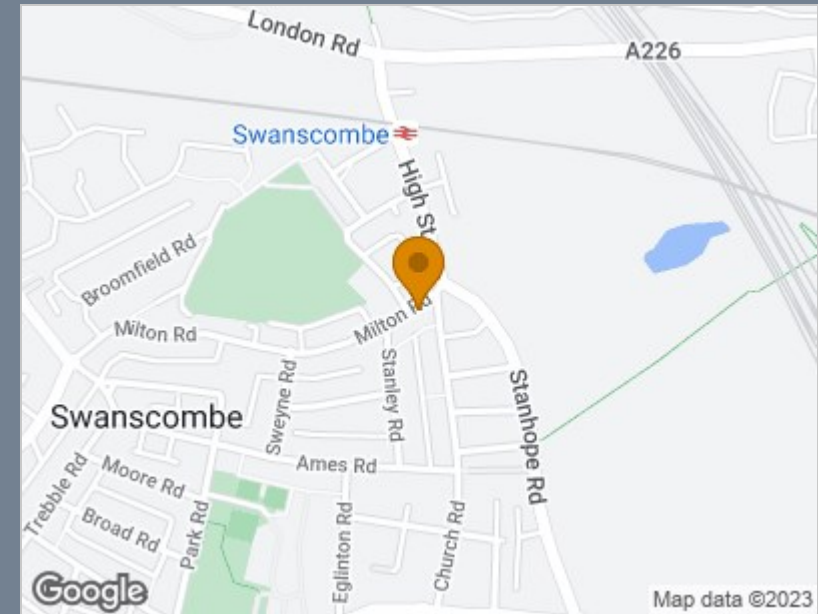 London Rd
A226
Swanscombe
High St
Broomfield Rd
Milton Rd
Milton Rd
Stanley Rd
Sweyne Rd
Stanhope Rd
Swanscombe
Ames Rd
Trebble Rd
Moore Rd
Broad Rd
Park Rd
Eglinton Rd
Church Rd
Google
Map data ©2023